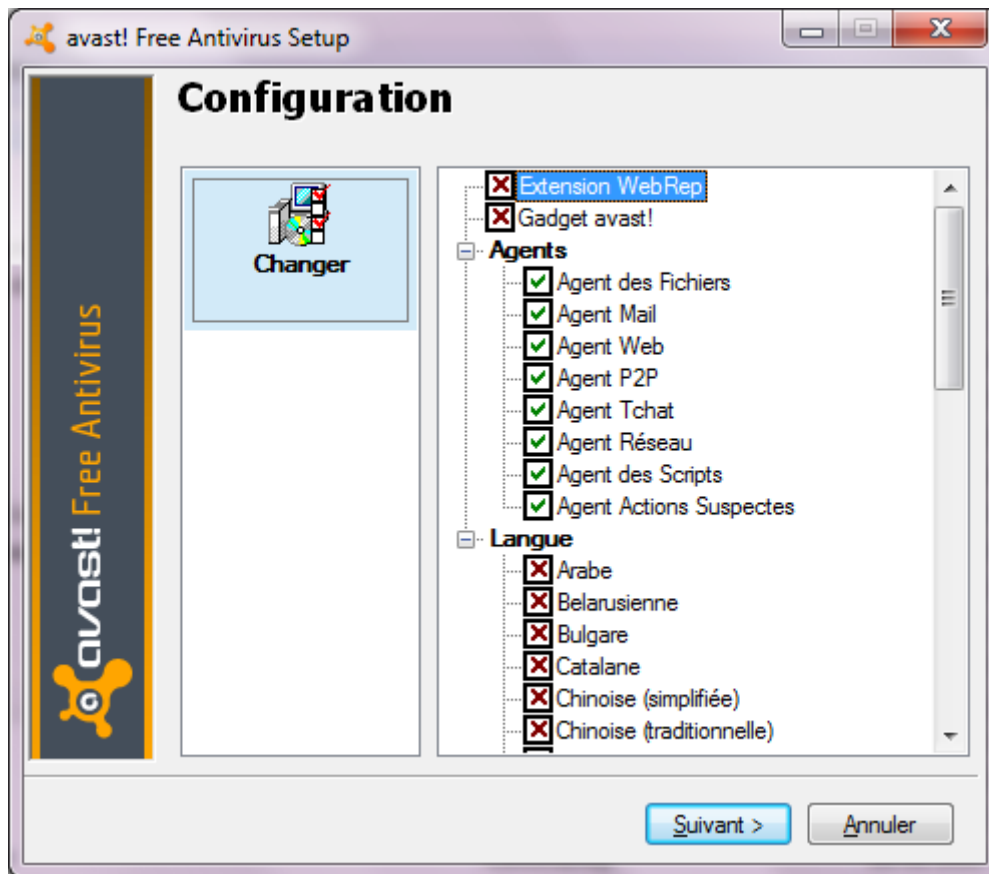 avast! Free Antivirus Setup
Configuration
avast! Free Antivirus
Changer
Extension WebRep
Gadget avast!
Agents
Agent des Fichiers
Agent Mail
Agent Web
Agent P2P
Agent Tchat
Agent Réseau
Agent des Scripts
Agent Actions Suspectes
Langue
Arabe
Belarusienne
Bulgare
Catalane
Chinoise (simplifiée)
Chinoise (traditionnelle)
Suivant >
Annuler